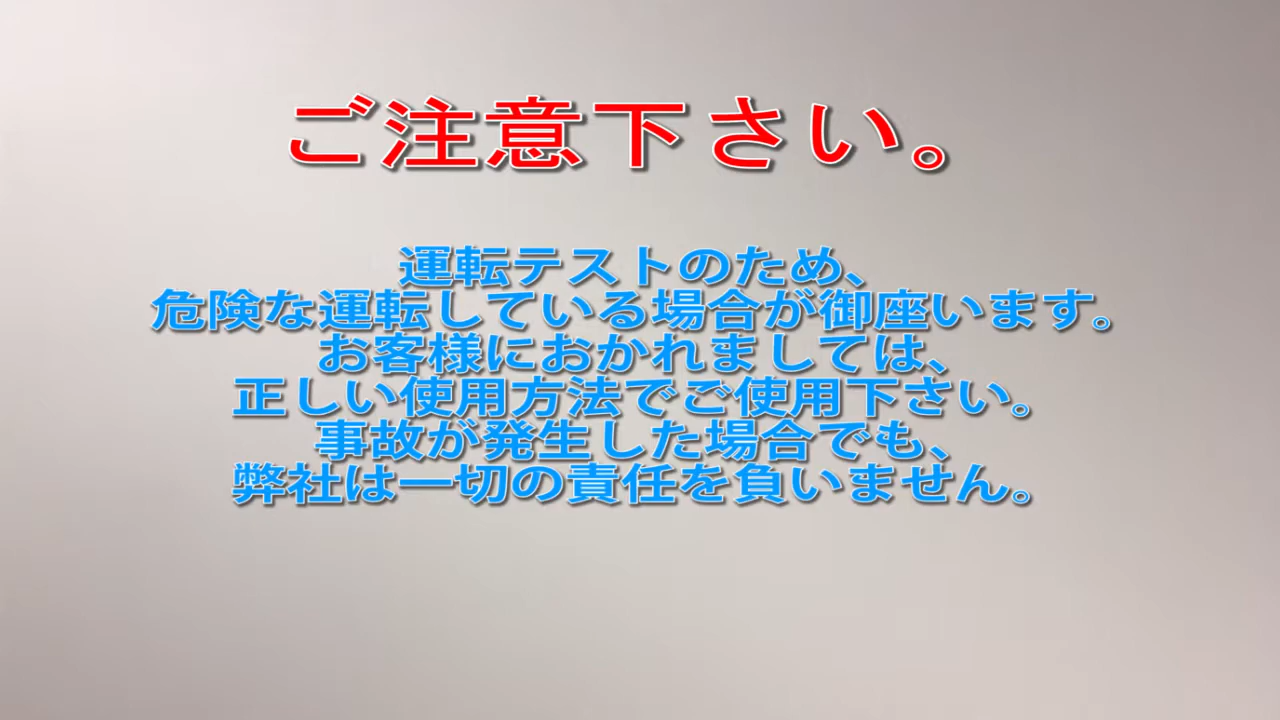 ご注意下さい。
運転テストのため、
危険な運転している場合が御座います。
お客様におかれましては、
正しい使用方法でご使用下さい。
事故が発生した場合でも、
弊社は一切の責任を負いません。